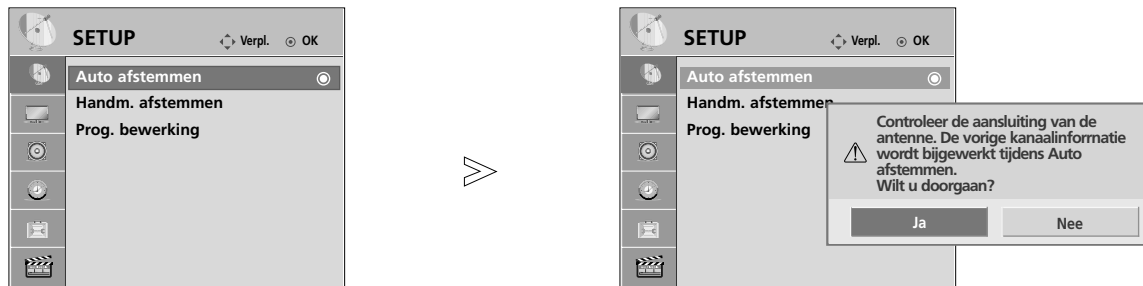 SETUP Verpl. OK
Auto afstemmen
Handm. afstemmen
Prog. bewerking
SETUP Verpl. OK
Auto afstemmen
Handm. afstemmen
Prog. bewerking
Controleer de aansluiting van de
antenne. De vorige kanaalinformatie
wordt bijgewerkt tijdens Auto
afstemmen.
Wilt u doorgaan?
Ja Nee